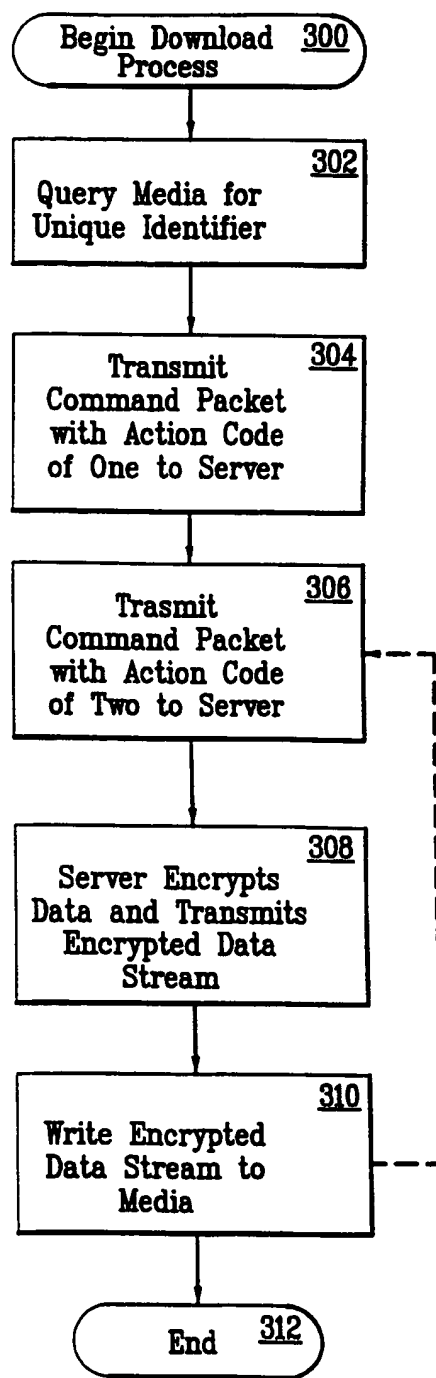 Begin Download 300
Process
302
Query Media for
Unique Identifier
304
Transmit
Command Packet
with Action Code
of One to Server
306
Trasmit
Command Packet
with Action Code
of Two to Server
308
Server Encrypts
Data and Transmits
Encrypted Data
Stream
310
Write Encrypted
Data Stream to
Media
End 312